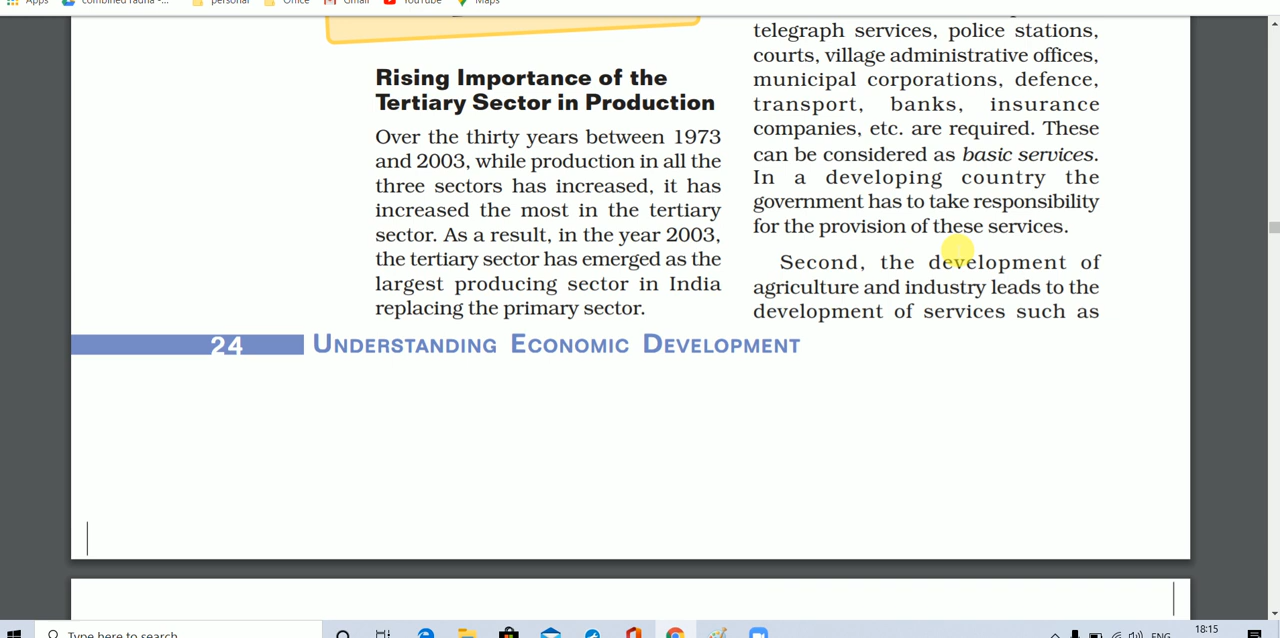 Apps
combined radha -...
personal
Office
Gmail
YouTube
Maps
Rising Importance of the
Tertiary Sector in Production
Over the thirty years between 1973
and 2003, while production in all the
three sectors has increased, it has
increased the most in the tertiary
sector. As a result, in the year 2003,
the tertiary sector has emerged as the
largest producing sector in India
replacing the primary sector.
telegraph services, police stations,
courts, village administrative offices,
municipal corporations, defence,
transport, banks, insurance
companies, etc. are required. These
can be considered as basic services.
In a developing country the
government has to take responsibility
for the provision of these services.
Second, the development of
agriculture and industry leads to the
development of services such as
24 UNDERSTANDING ECONOMIC DEVELOPMENT
Type here to search
ENG
18:15